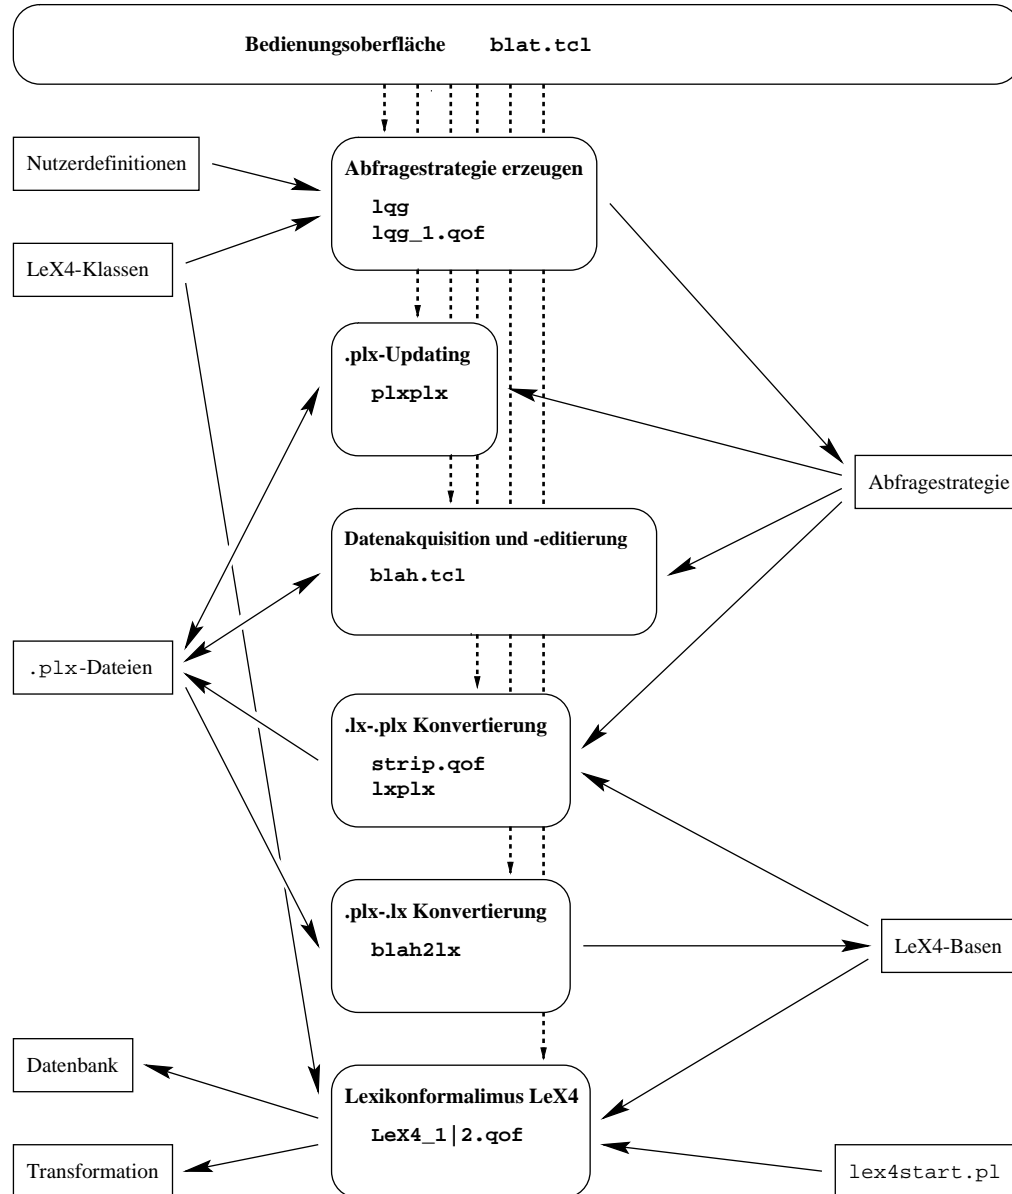 Bedienungsoberfläche blat.tcl
Nutzerdefinitionen
Abfragestrategie erzeugen
lqg
lqg_1.qof
LeX4-Klassen
.plx-Updating
plxplx
Abfragestrategie
Datenakquisition und -editierung
blah.tcl
.plx-Dateien
.lx-.plx Konvertierung
strip.qof
lxplx
.plx-.lx Konvertierung
blah2lx
LeX4-Basen
Datenbank
Lexikonformalimus LeX4
LeX4_1|2.qof
Transformation
lex4start.pl